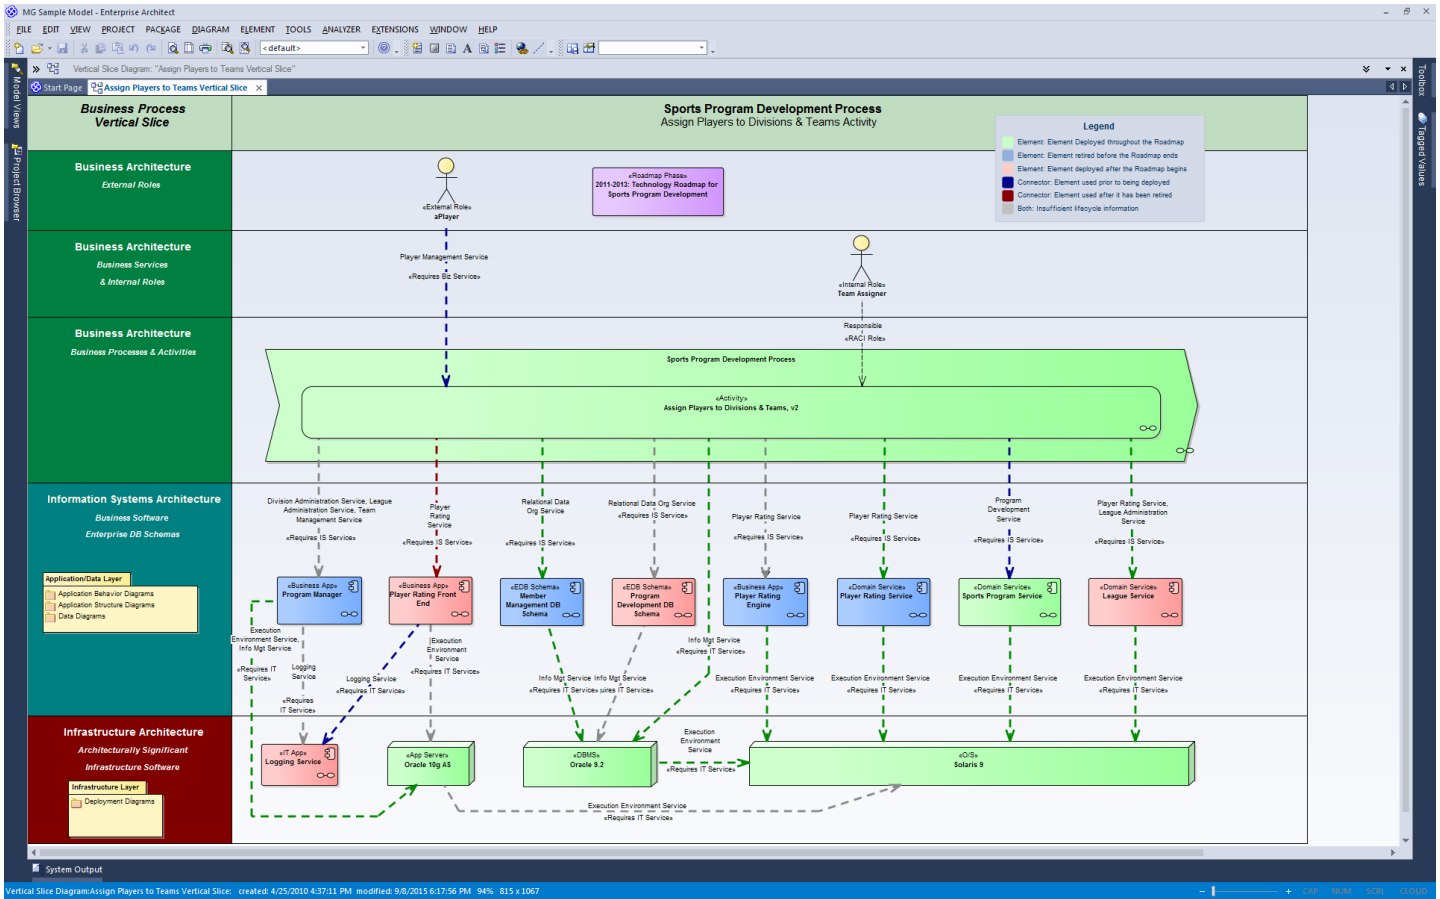 MG Sample Model - Enterprise Architect
FILE EDIT VIEW PROJECT PACKAGE DIAGRAM ELEMENT TOOLS ANALYZER EXTENSIONS WINDOW HELP
<default>
Vertical Slice Diagram: "Assign Players to Teams Vertical Slice"
Start Page
Assign Players to Teams Vertical Slice
Model Views
Project Browser
Toolbox
Tagged Values
Business Process
Vertical Slice
Sports Program Development Process
Assign Players to Divisions & Teams Activity
Legend
Element: Element Deployed throughout the Roadmap
Element: Element retired before the Roadmap ends
Element: Element deployed after the Roadmap begins
Connector: Element used prior to being deployed
Connector: Element used after it has been retired
Both: Insufficient lifecycle information
Business Architecture
External Roles
«External Role»
aPlayer
«Roadmap Phase»
2011-2013: Technology Roadmap for
Sports Program Development
Business Architecture
Business Services
& Internal Roles
Player Management Service
«Requires Biz Service»
«Internal Role»
Team Assigner
Business Architecture
Business Processes & Activities
Responsible
«RACI Role»
Sports Program Development Process
«Activity»
Assign Players to Divisions & Teams, v2
Information Systems Architecture
Business Software
Enterprise DB Schemas
Application/Data Layer
Application Behavior Diagrams
Application Structure Diagrams
Data Diagrams
Division Administration Service, League
Administration Service, Team
Management Service
«Requires IS Service»
Player
Rating
Service
«Requires IS Service»
Relational Data
Org Service
«Requires IS Service»
Relational Data Org Service
«Requires IS Service»
Player Rating Service
«Requires IS Service»
Player Rating Service
«Requires IS Service»
Program
Development
Service
«Requires IS Service»
Player Rating Service,
League Administration
Service
«Requires IS Service»
«Business App»
Program Manager
«Business App»
Player Rating Front
End
«EDB Schema»
Member
Management DB
Schema
«EDB Schema»
Program
Development DB
Schema
«Business App»
Player Rating
Engine
«Domain Service»
Player Rating Service
«Domain Service»
Sports Program Service
«Domain Service»
League Service
Execution
Environment Service,
Info Mgt Service
«Requires IT
Service»
Logging
Service
«Requires
IT Service»
Logging Service
«Requires IT Service»
Execution
Environment
Service
«Requires IT Service»
Info Mgt Service
«Requires IT Service»
Info Mgt Service
Info Mgt Service
«Requires IT Service»
Execution Environment Service
«Requires IT Service»
Execution Environment Service
«Requires IT Service»
Execution Environment Service
«Requires IT Service»
Execution Environment Service
«Requires IT Service»
Infrastructure Architecture
Architecturally Significant
Infrastructure Software
Infrastructure Layer
Deployment Diagrams
«IT App»
Logging Service
«App Server»
Oracle 10g AS
«DBMS»
Oracle 9.2
Execution
Environment
Service
«Requires IT Service»
«O/S»
Solaris 9
Execution Environment Service
«Requires IT Service»
System Output
Vertical Slice Diagram:Assign Players to Teams Vertical Slice: created: 4/25/2010 4:37:11 PM modified: 9/8/2015 6:17:56 PM 94% 815 x 1067
CAP NUM SCRL CLOUD